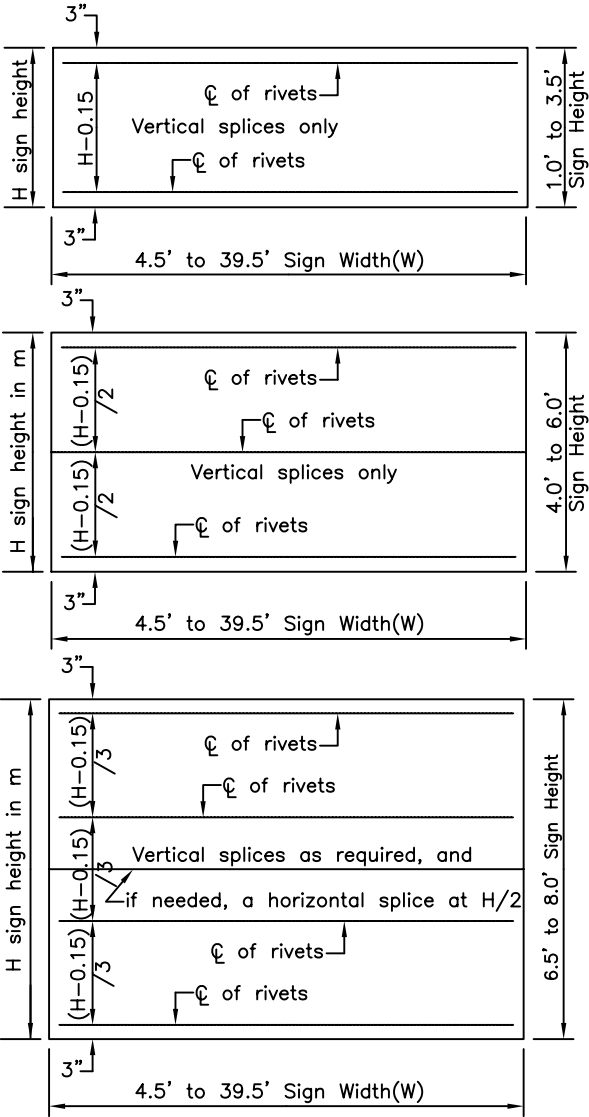 3"
H sign height
H-0.15
℄ of rivets
Vertical splices only
℄ of rivets
1.0' to 3.5'
Sign Height
3"
4.5' to 39.5' Sign Width(W)
3"
H sign height in m
(H-0.15)
/2
℄ of rivets
℄ of rivets
Vertical splices only
(H-0.15)
/2
℄ of rivets
4.0' to 6.0'
Sign Height
3"
4.5' to 39.5' Sign Width(W)
3"
H sign height in m
(H-0.15)
/3
℄ of rivets
℄ of rivets
(H-0.15)
/3
Vertical splices as required, and
if needed, a horizontal splice at H/2
(H-0.15)
/3
℄ of rivets
℄ of rivets
6.5' to 8.0' Sign Height
3"
4.5' to 39.5' Sign Width(W)